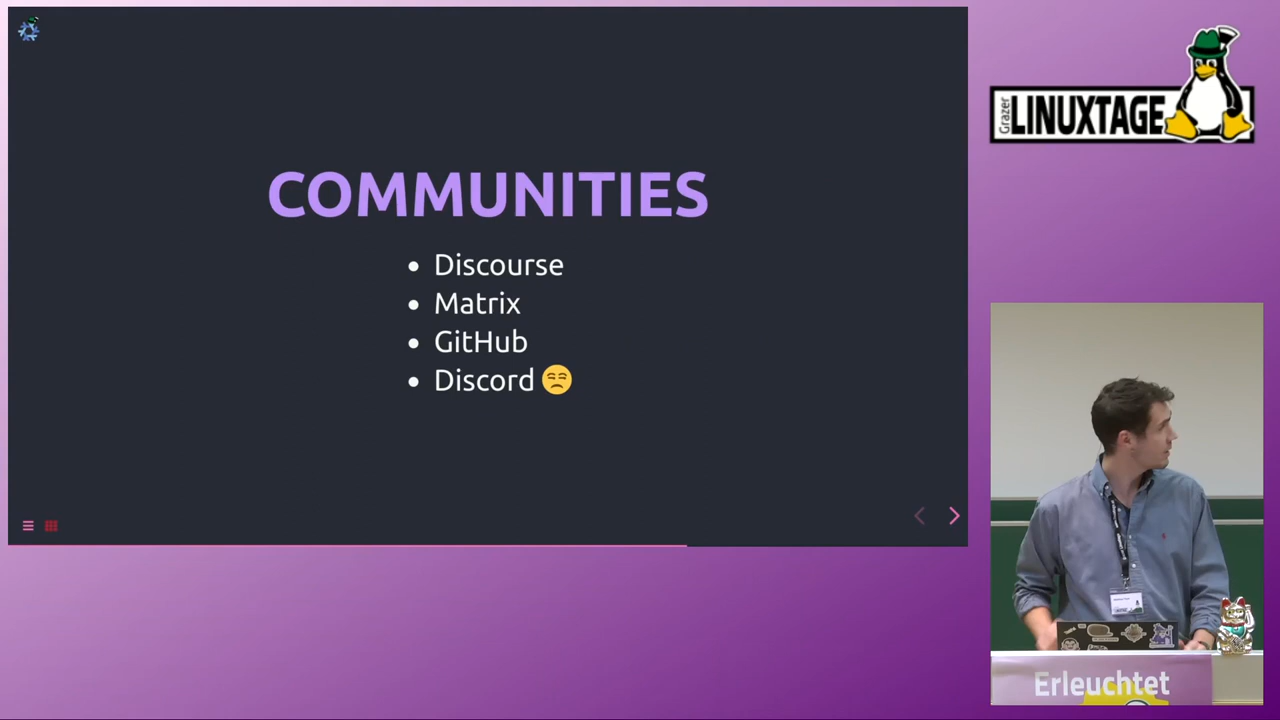 COMMUNITIES
Discourse
Matrix
GitHub
Discord
Grazer
LINUXTAGE
Erleuchtet